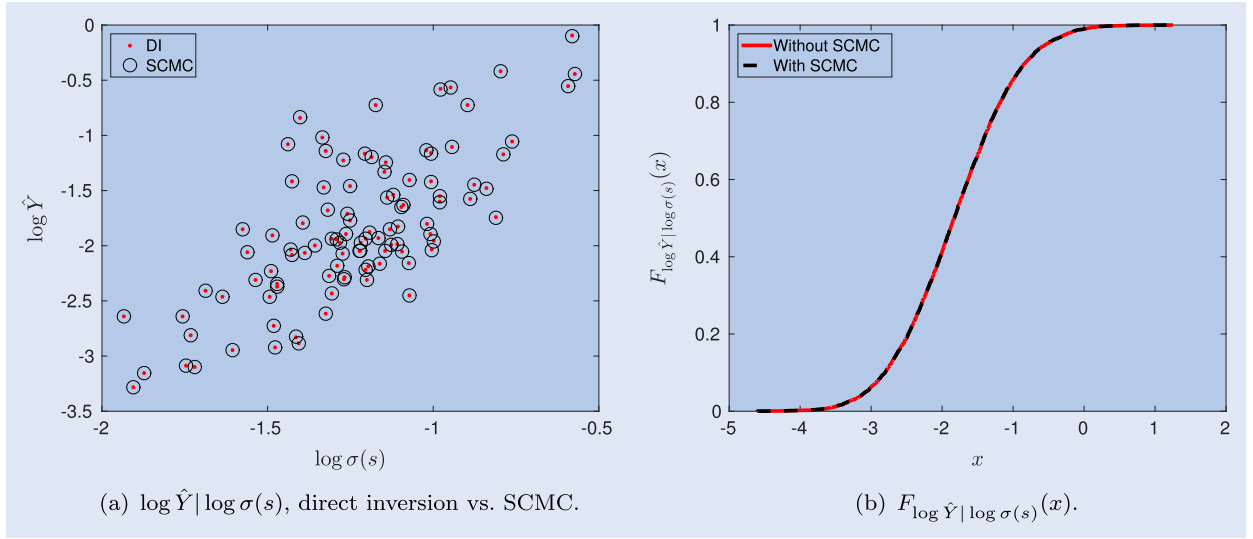 0
-0.5
-1
-1.5
-2
-2.5
-3
-3.5
-2
-1.5
-1
-0.5
log Ŷ
log σ(s)
DI
SCMC
(a) log Ŷ| log σ(s), direct inversion vs. SCMC.
1
0.8
0.6
0.4
0.2
0
-5
-4
-3
-2
-1
0
1
2
F_{log Ŷ| log σ(s)}(x)
x
Without SCMC
With SCMC
(b) F_{log Ŷ| log σ(s)}(x).